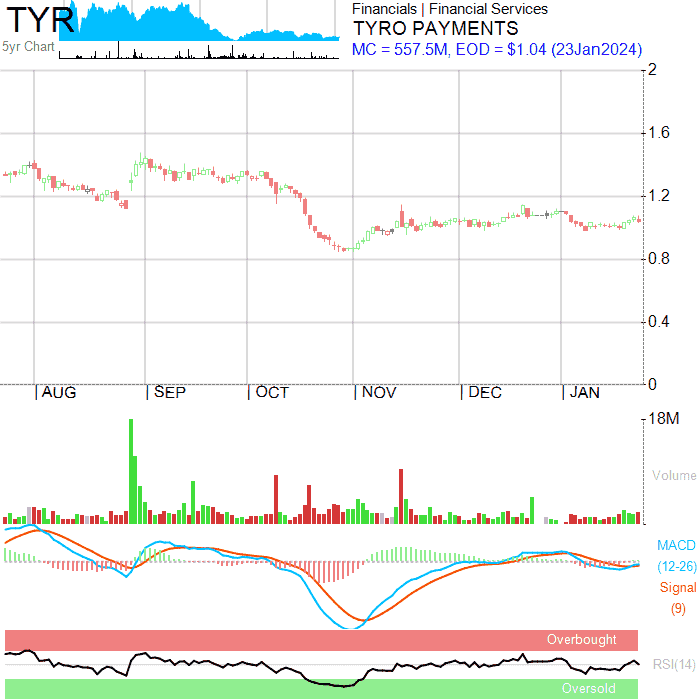 TYR
5yr Chart
Financials | Financial Services
TYRO PAYMENTS
MC = 557.5M, EOD = $1.04 (23Jan2024)
2
1.6
1.2
0.8
0.4
0
AUG SEP OCT NOV DEC JAN
18M
Volume
MACD
(12-26)
Signal
(9)
Overbought
RSI(14)
Oversold